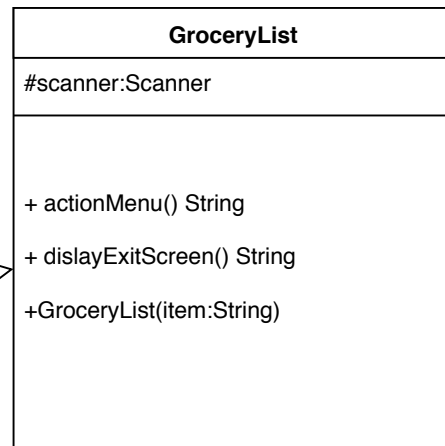 GroceryList
#scanner:Scanner
+ actionMenu() String
+ dislayExitScreen() String
+GroceryList(item:String)